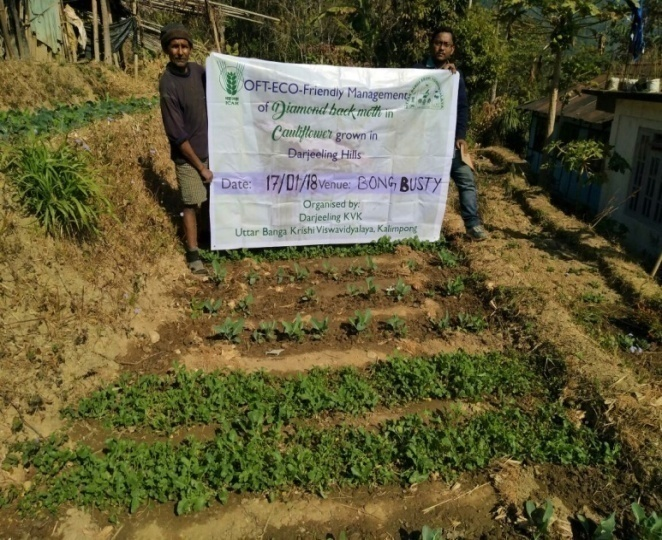 OFT-ECO-Friendly Management
of Diamond back moth in
Cauliflower grown in
Darjeeling Hills
Date: 17/01/18 Venue: BONG BUSTY
Organised by:
Darjeeling KVK
Uttar Banga Krishi Viswavidyalaya, Kalimpong